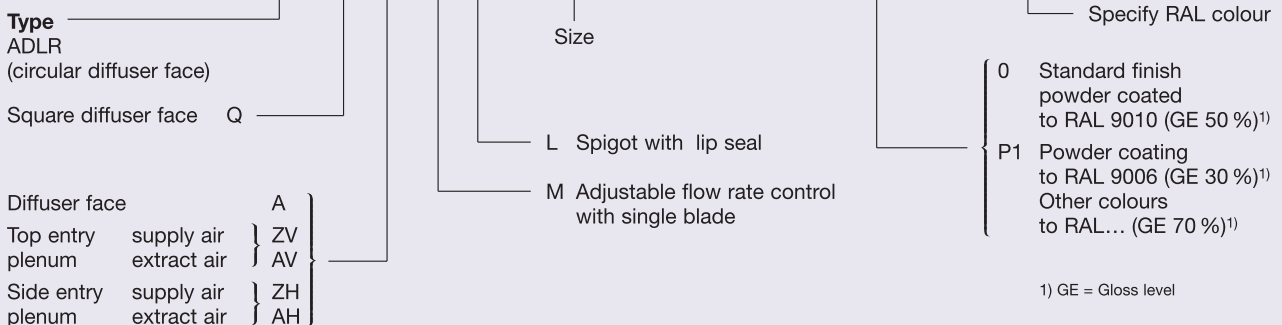 Type
ADLR
(circular diffuser face)
Square diffuser face Q
Diffuser face A
Top entry supply air } ZV
plenum extract air AV
Side entry supply air } ZH
plenum extract air AH
Size
L Spigot with lip seal
M Adjustable flow rate control
with single blade
Specify RAL colour
0 Standard finish
powder coated
to RAL 9010 (GE 50 %)1)
P1 Powder coating
to RAL 9006 (GE 30 %)1)
Other colours
to RAL… (GE 70 %)1)
1) GE = Gloss level